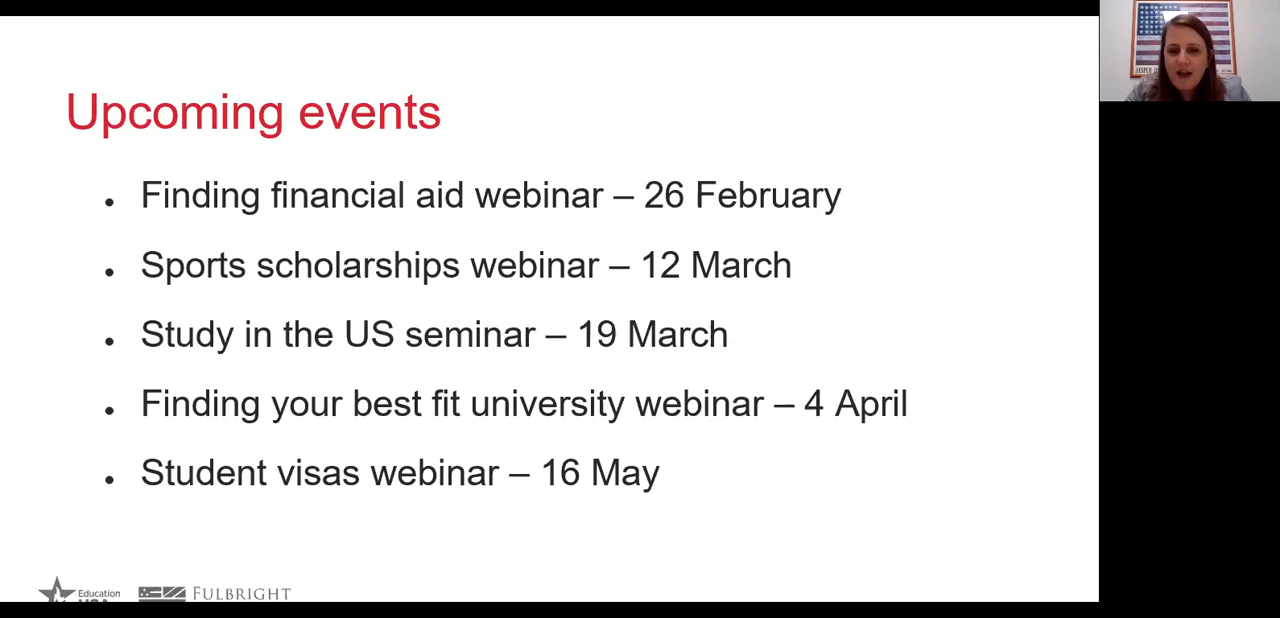 Upcoming events
• Finding financial aid webinar – 26 February
• Sports scholarships webinar – 12 March
• Study in the US seminar – 19 March
• Finding your best fit university webinar – 4 April
• Student visas webinar – 16 May
Education
USA
FULBRIGHT